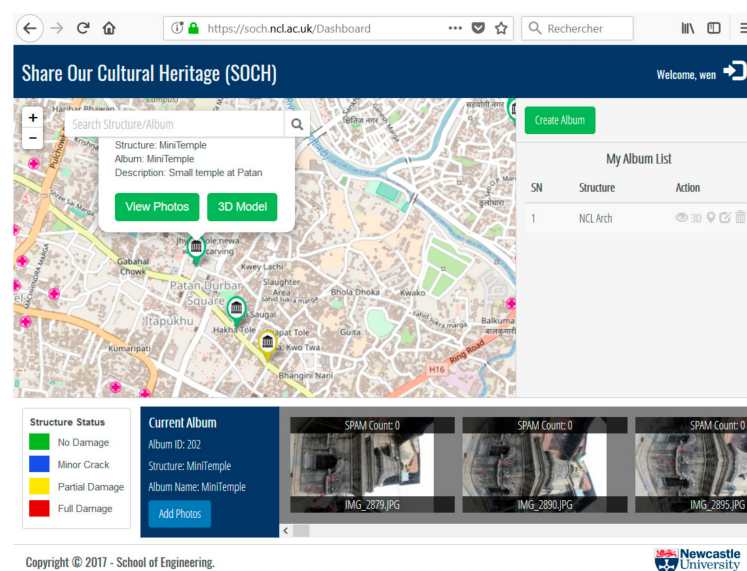 https://soch.ncl.ac.uk/Dashboard
Rechercher
Share Our Cultural Heritage (SOCH)
Welcome, wen
+
−
Search Structure/Album
Structure: MiniTemple
Album: MiniTemple
Description: Small temple at Patan
View Photos
3D Model
Gabahal
Chowk
Patan Durbar
Square
Kwey Lachi
Slaughter
Area
Saugal
Bhola Dhoka
Kwako
Itapukhu
Guita
Balkuma
Kumaripati
Bhangini Nani
Ring Road
H16
Create Album
My Album List
SN
Structure
Action
1
NCL Arch
3D
Structure Status
No Damage
Minor Crack
Partial Damage
Full Damage
Current Album
Album ID: 202
Structure: MiniTemple
Album Name: MiniTemple
Add Photos
SPAM Count: 0
IMG_2879.JPG
SPAM Count: 0
IMG_2890.JPG
SPAM Count: 0
IMG_2895.JPG
Copyright © 2017 - School of Engineering.
Newcastle
University